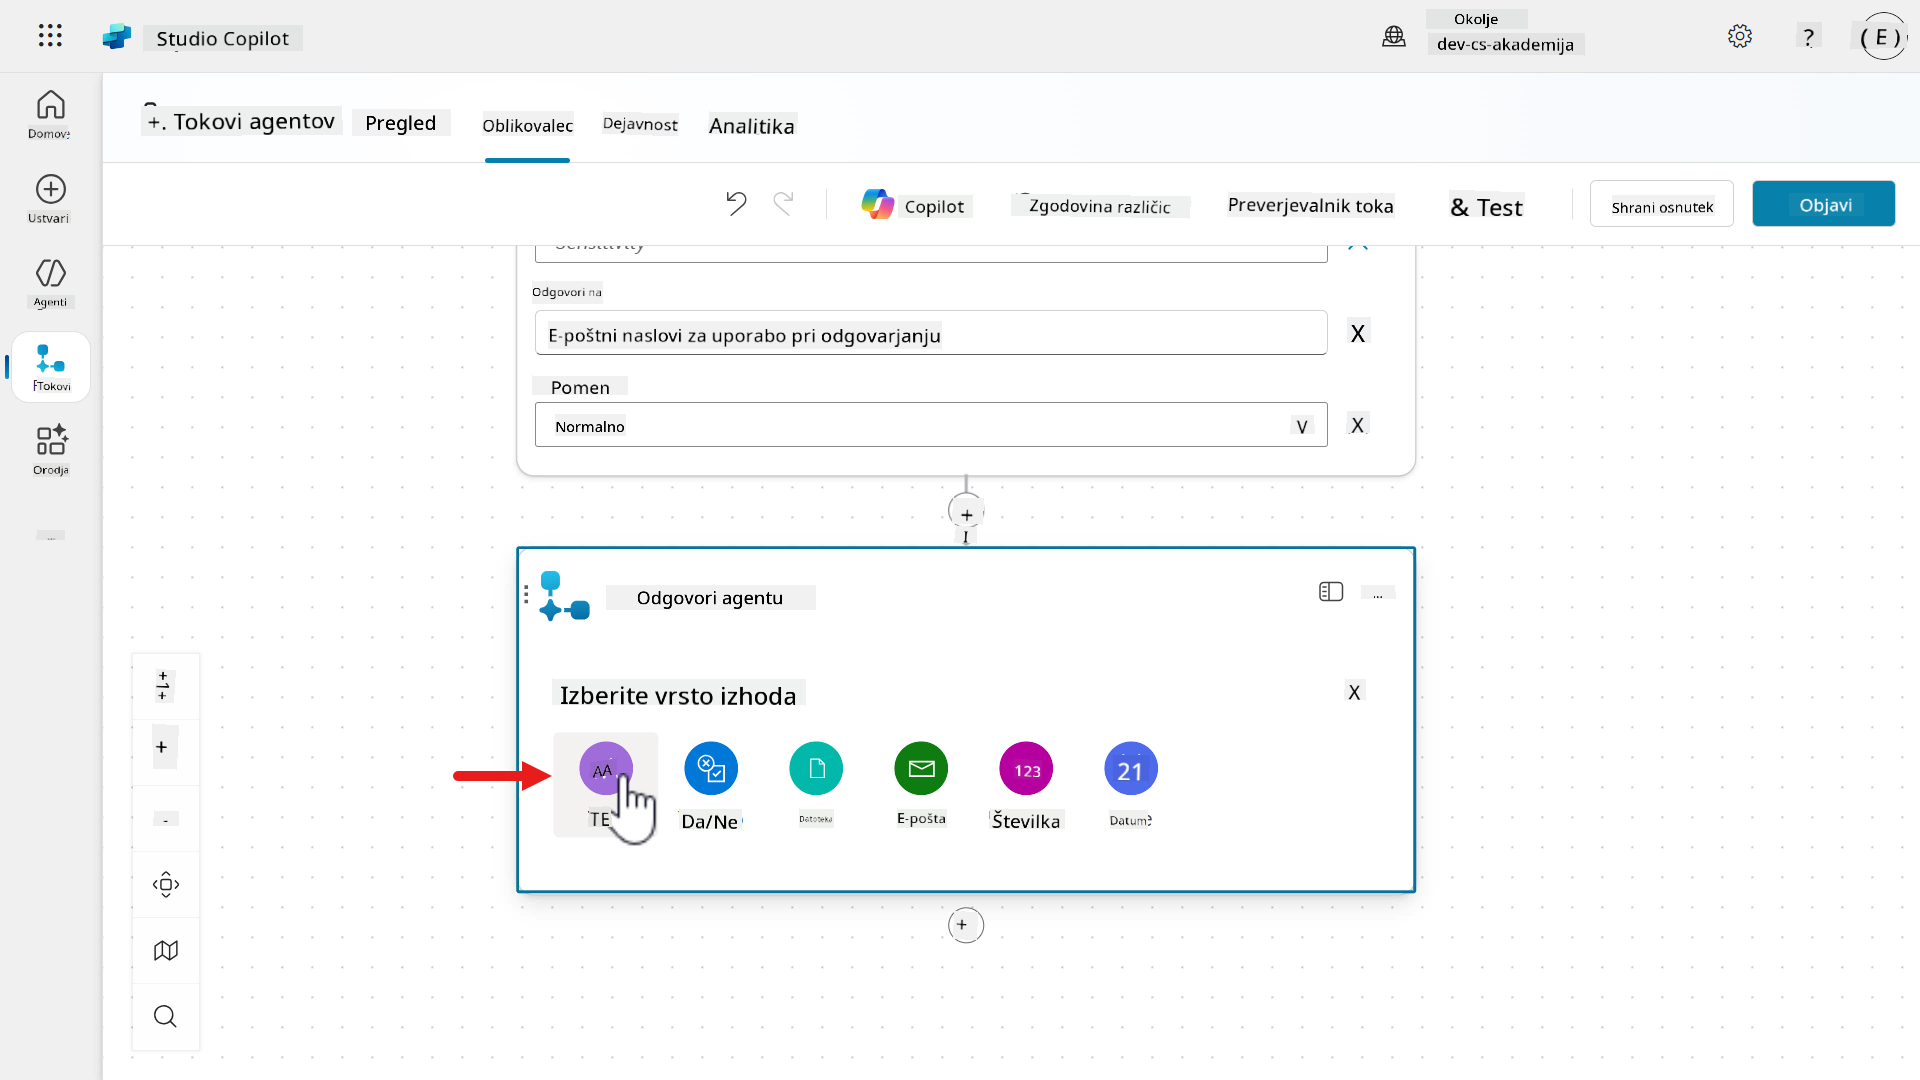 Studio Copilot
Okolje
dev-cs-akademija
?
( E )
+. Tokovi agentov
Pregled
Oblikovalec
Dejavnost
Analitika
Copilot
Zgodovina različic
Preverjevalnik toka
& Test
Shrani osnutek
Objavi
Domov
Ustvari
Agenti
Tokovi
Orodja
...
Sensitivity
Odgovori na
E-poštni naslovi za uporabo pri odgovarjanju
X
Pomen
Normalno
V
X
+
Odgovori agentu
...
Izberite vrsto izhoda
X
AA
123
21
TE
Da/Ne
Datoteka
E-pošta
Številka
Datum
+
+
-